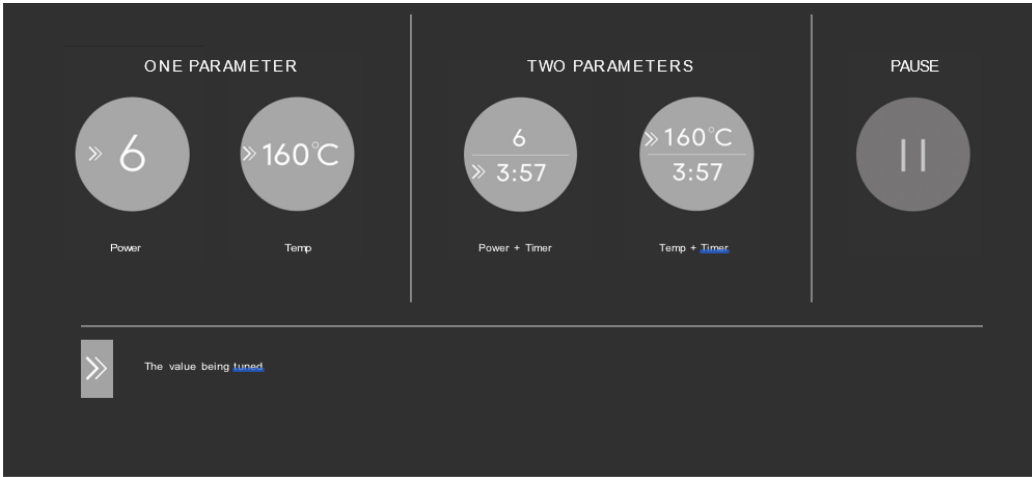 ONE PARAMETER
TWO PARAMETERS
PAUSE
» 6
» 160°C
6
» 3:57
» 160°C
3:57
Power
Temp
Power + Timer
Temp + Timer
» The value being tuned